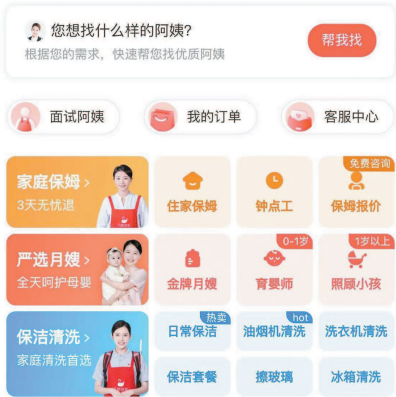 您想找什么样的阿姨?
根据您的需求，快速帮您找优质阿姨
帮我找
面试阿姨
我的订单
客服中心
家庭保姆
3天无忧退
住家保姆
钟点工
免费咨询
保姆报价
严选月嫂
全天呵护母婴
金牌月嫂
0-1岁
育婴师
1岁以上
照顾小孩
保洁清洗
家庭清洗首选
热卖
日常保洁
hot
油烟机清洗
洗衣机清洗
保洁套餐
擦玻璃
冰箱清洗